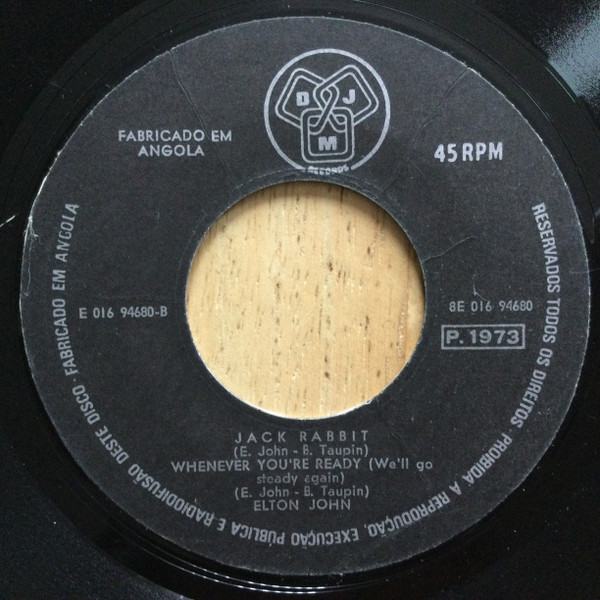 D J
M
RECORDS
FABRICADO EM
ANGOLA
45 RPM
E 016 94680-B
8E 016 94680
P. 1973
JACK RABBIT
(E. John - B. Taupin)
WHENEVER YOU'RE READY (We'll go
steady again)
(E. John - B. Taupin)
ELTON JOHN
RESERVADOS TODOS OS DIREITOS. PROIBIDA A REPRODUÇÃO, EXECUÇÃO PÚBLICA E RADIODIFUSÃO DESTE DISCO · FABRICADO EM ANGOLA